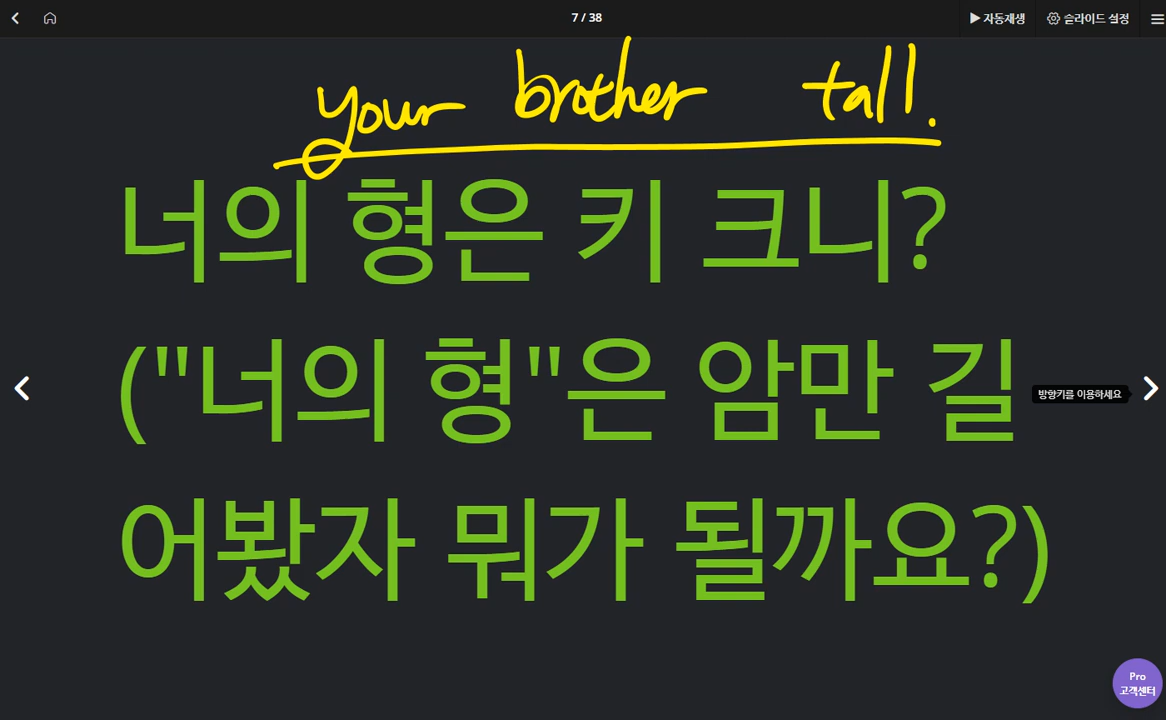 7 / 38
▶ 자동재생
슬라이드 설정
your brother tall.
너의 형은 키 크니?
("너의 형"은 암만 길
어봤자 뭐가 될까요?)
방향키를 이용하세요
Pro
고객센터